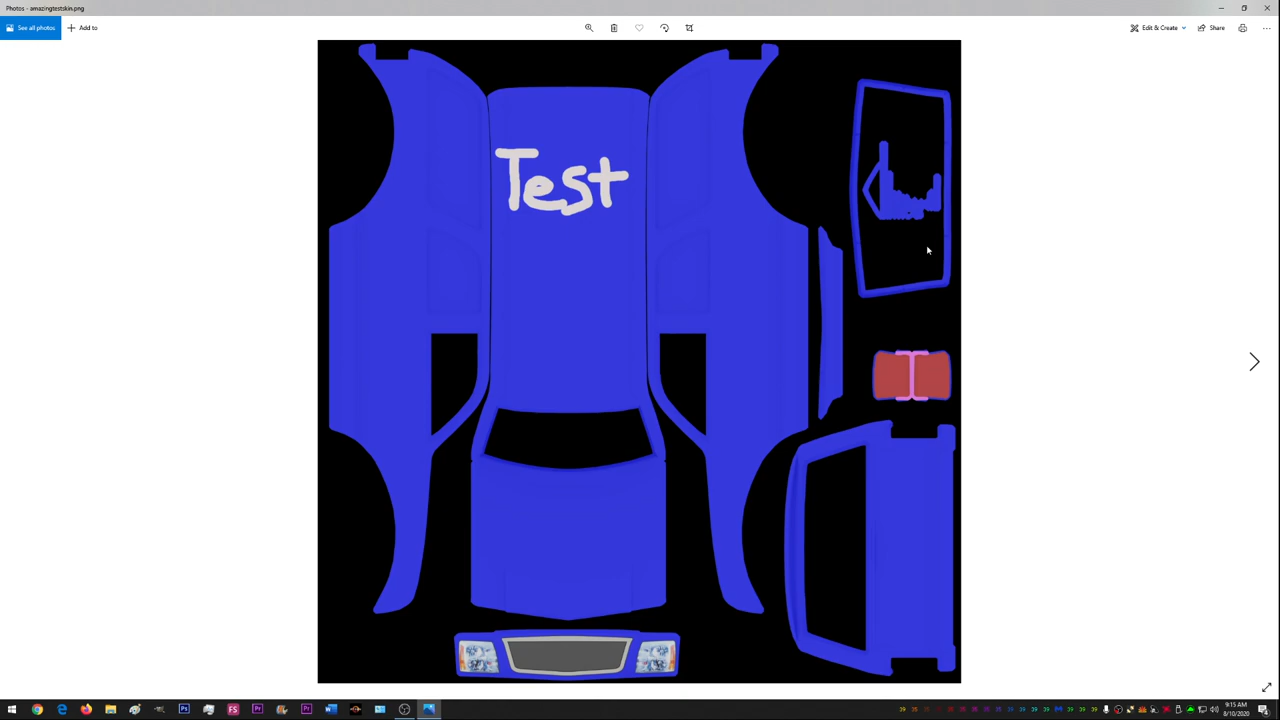 Photos - amazingtestskin.png
See all photos
Add to
Edit & Create
Share
Test
9:15 AM
8/10/2020